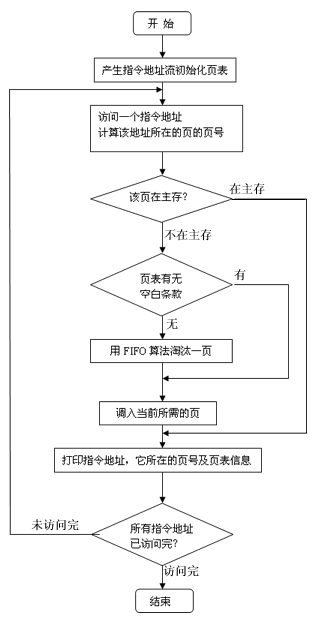 开 始
产生指令地址流初始化页表
访问一个指令地址
计算该地址所在的页的页号
该页在主存？
在主存
不在主存
页表有无
空白条款
有
无
用 FIFO 算法淘汰一页
调入当前所需的页
打印指令地址，它所在的页号及页表信息
所有指令地址
已访问完？
未访问完
访问完
结束